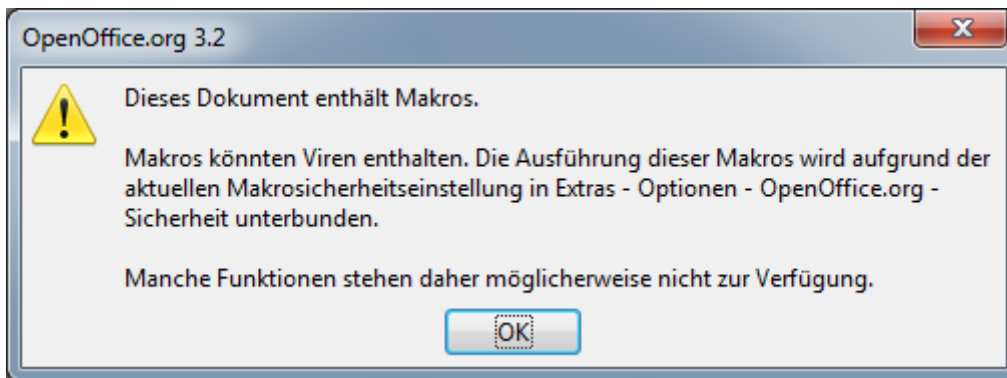 OpenOffice.org 3.2
Dieses Dokument enthält Makros.
Makros könnten Viren enthalten. Die Ausführung dieser Makros wird aufgrund der
aktuellen Makrosicherheitseinstellung in Extras - Optionen - OpenOffice.org -
Sicherheit unterbunden.
Manche Funktionen stehen daher möglicherweise nicht zur Verfügung.
OK